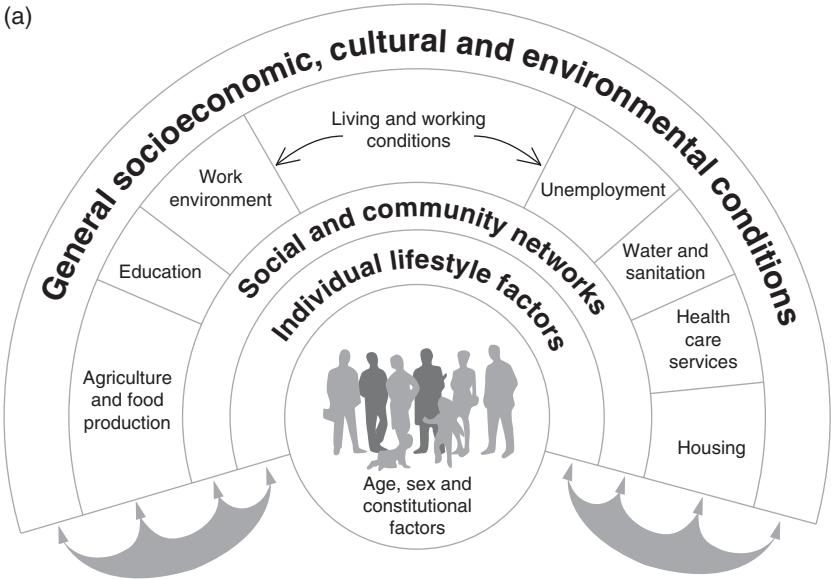 (a)
General socioeconomic, cultural and environmental conditions
Living and working
conditions
Work
environment
Unemployment
Education
Water and
sanitation
Agriculture
and food
production
Health
care
services
Housing
Social and community networks
Individual lifestyle factors
Age, sex and
constitutional
factors